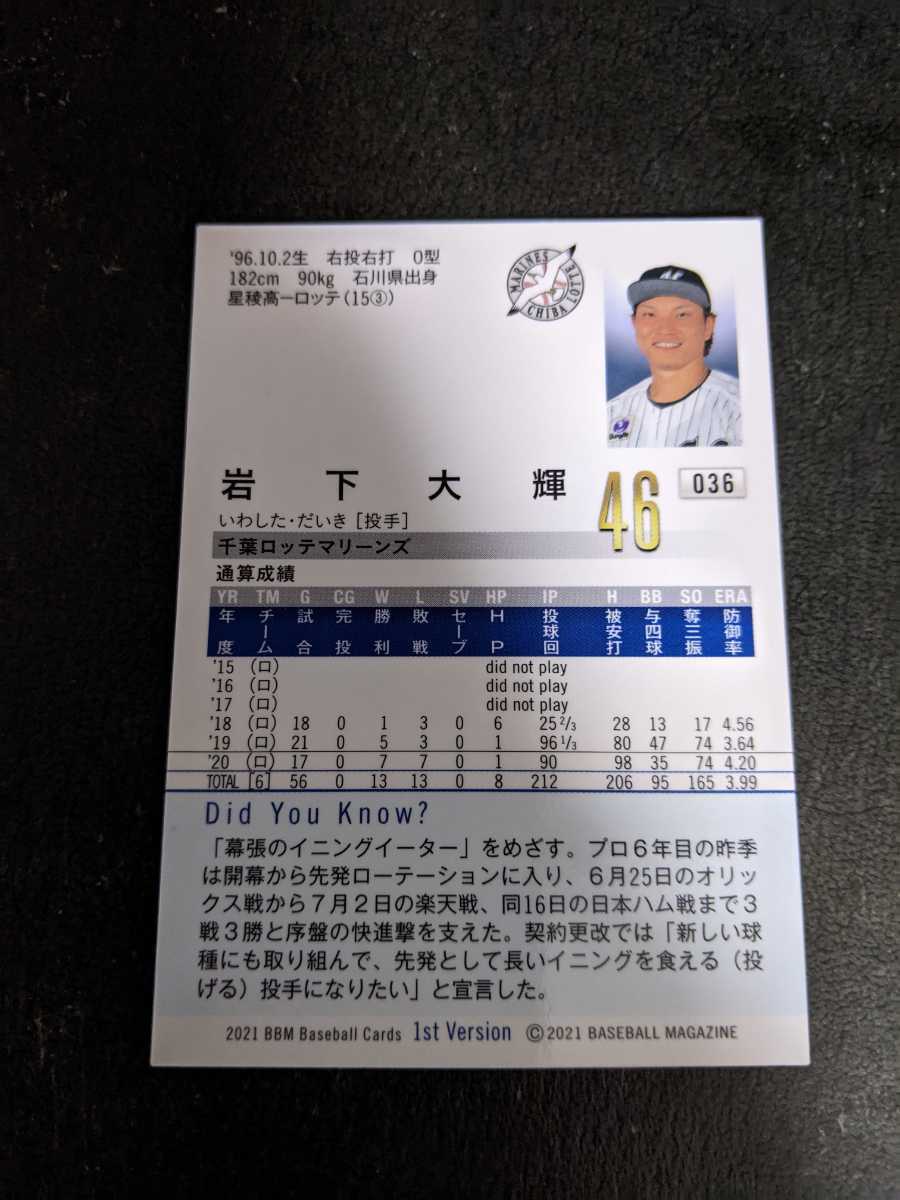 '96.10.2生 右投右打 O型
182cm 90kg 石川県出身
星稜高ーロッテ(15③)
MARINES
CHIBA LOTTE
岩下大輝
46
036
いわした・だいき [投手]
千葉ロッテマリーンズ
通算成績
YR TM G CG W L SV HP IP H BB SO ERA
年度 チーム 試合 完投 勝利 敗戦 セーブ HP 投球回 被安打 与四球 奪三振 防御率
'15 (ロ) did not play
'16 (ロ) did not play
'17 (ロ) did not play
'18 (ロ) 18 0 1 3 0 6 25 2/3 28 13 17 4.56
'19 (ロ) 21 0 5 3 0 1 96 1/3 80 47 74 3.64
'20 (ロ) 17 0 7 7 0 1 90 98 35 74 4.20
TOTAL [6] 56 0 13 13 0 8 212 206 95 165 3.99
Did You Know?
「幕張のイニングイーター」をめざす。プロ6年目の昨季
は開幕から先発ローテーションに入り、6月25日のオリッ
クス戦から7月2日の楽天戦、同16日の日本ハム戦まで3
戦3勝と序盤の快進撃を支えた。契約更改では「新しい球
種にも取り組んで、先発として長いイニングを食える(投
げる)投手になりたい」と宣言した。
2021 BBM Baseball Cards 1st Version ©2021 BASEBALL MAGAZINE